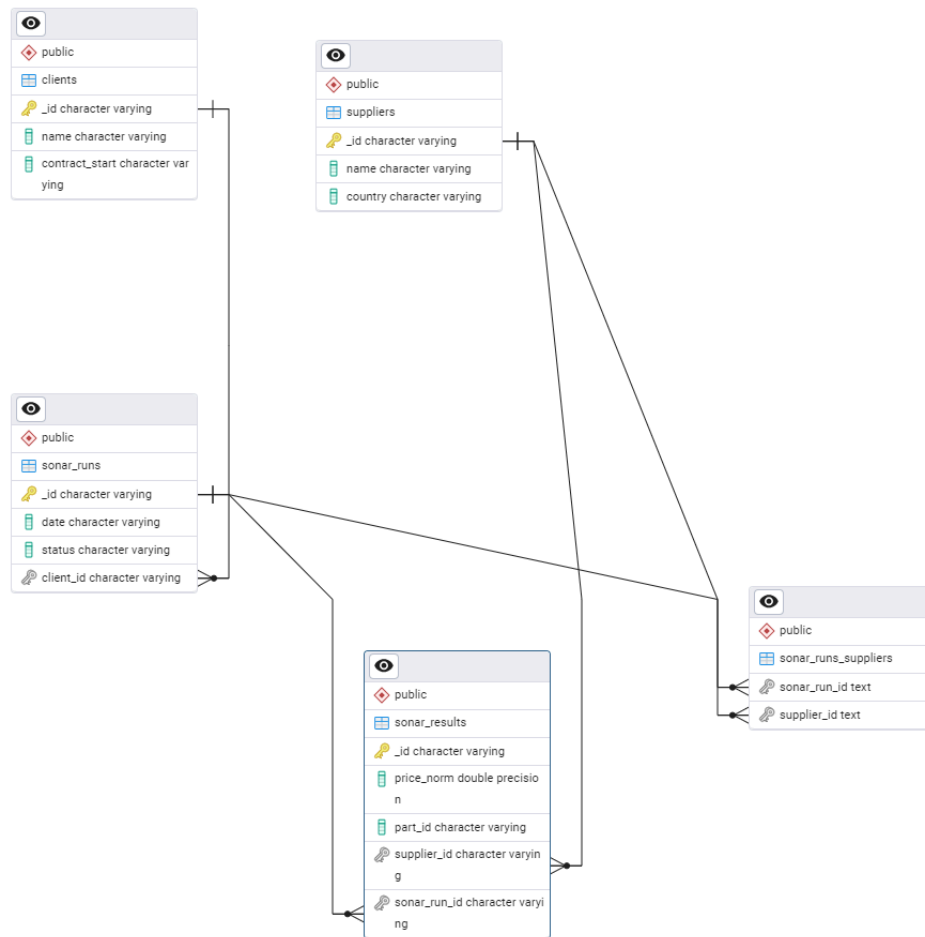 public
clients
_id character varying
name character varying
contract_start character var
ying
public
suppliers
_id character varying
name character varying
country character varying
public
sonar_runs
_id character varying
date character varying
status character varying
client_id character varying
public
sonar_runs_suppliers
sonar_run_id text
supplier_id text
public
sonar_results
_id character varying
price_norm double precisio
n
part_id character varying
supplier_id character varyin
g
sonar_run_id character varyi
ng